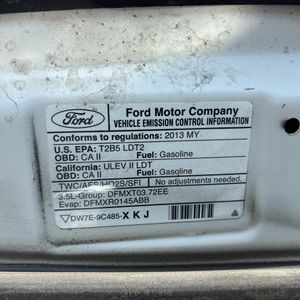 Ford
Ford Motor Company
VEHICLE EMISSION CONTROL INFORMATION
Conforms to regulations: 2013 MY
U.S. EPA: T2B5 LDT2
OBD: CA II Fuel: Gasoline
California: ULEV II LDT
OBD: CA II Fuel: Gasoline
TWC/AFS/HO2S/SFI No adjustments needed.
3.5L-Group: DFMXT03.72EE
Evap: DFMXR0145ABB
DW7E-9C485-XKJ